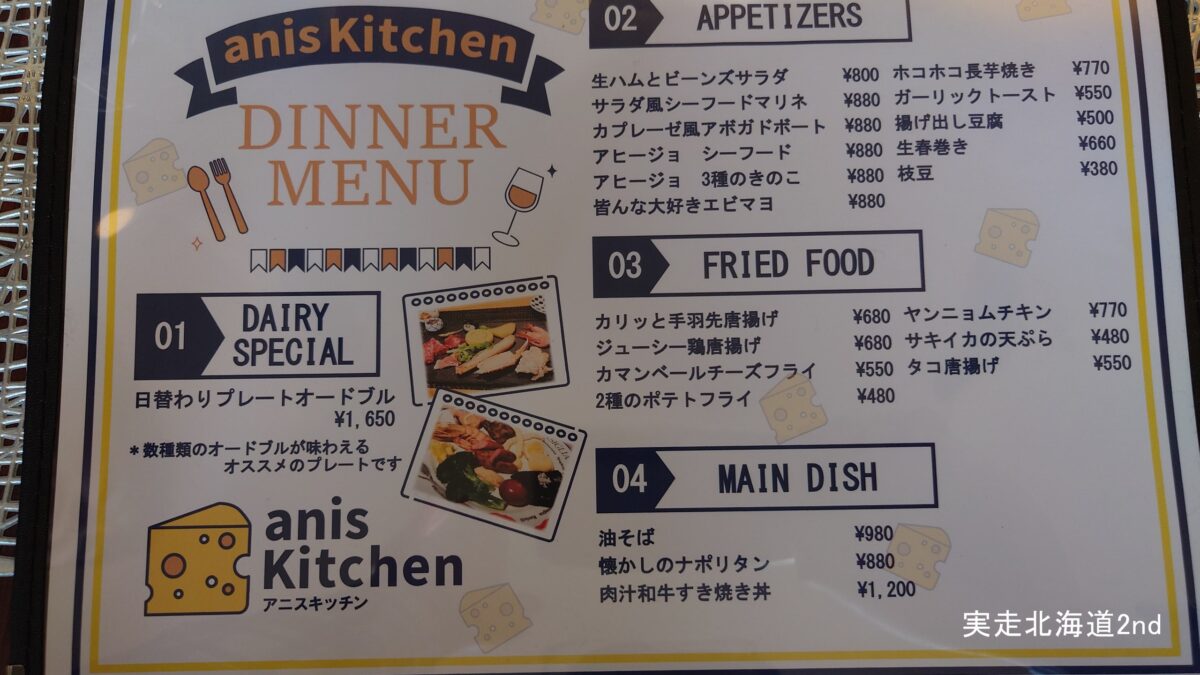 anis Kitchen
DINNER
MENU
01
DAIRY
SPECIAL
日替わりプレートオードブル
¥1,650
*数種類のオードブルが味わえる
オススメのプレートです
anis
Kitchen
アニスキッチン
02 APPETIZERS
生ハムとビーンズサラダ ¥800
サラダ風シーフードマリネ ¥880
カプレーゼ風アボガドボート ¥880
アヒージョ シーフード ¥880
アヒージョ 3種のきのこ ¥880
皆んな大好きエビマヨ ¥880
ホコホコ長芋焼き ¥770
ガーリックトースト ¥550
揚げ出し豆腐 ¥500
生春巻き ¥660
枝豆 ¥380
03 FRIED FOOD
カリッと手羽先唐揚げ ¥680
ジューシー鶏唐揚げ ¥680
カマンベールチーズフライ ¥550
2種のポテトフライ ¥480
ヤンニョムチキン ¥770
サキイカの天ぷら ¥480
タコ唐揚げ ¥550
04 MAIN DISH
油そば ¥980
懐かしのナポリタン ¥880
肉汁和牛すき焼き丼 ¥1,200
実走北海道2nd